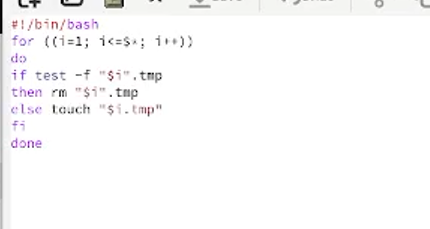 #!/bin/bash
for ((i=1; i<=$*; i++))
do
if test -f "$i".tmp
then rm "$i".tmp
else touch "$i.tmp"
fi
done